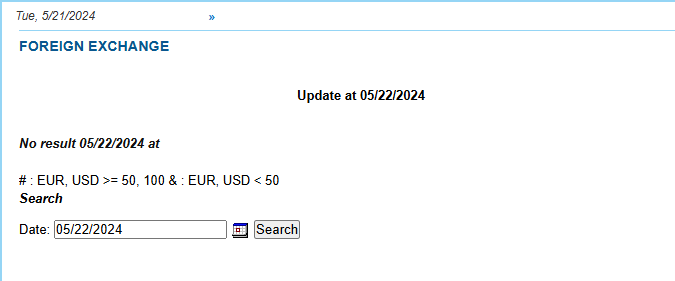 Tue, 5/21/2024 »
FOREIGN EXCHANGE
Update at 05/22/2024
No result 05/22/2024 at
# : EUR, USD >= 50, 100 & : EUR, USD < 50
Search
Date: 05/22/2024 Search